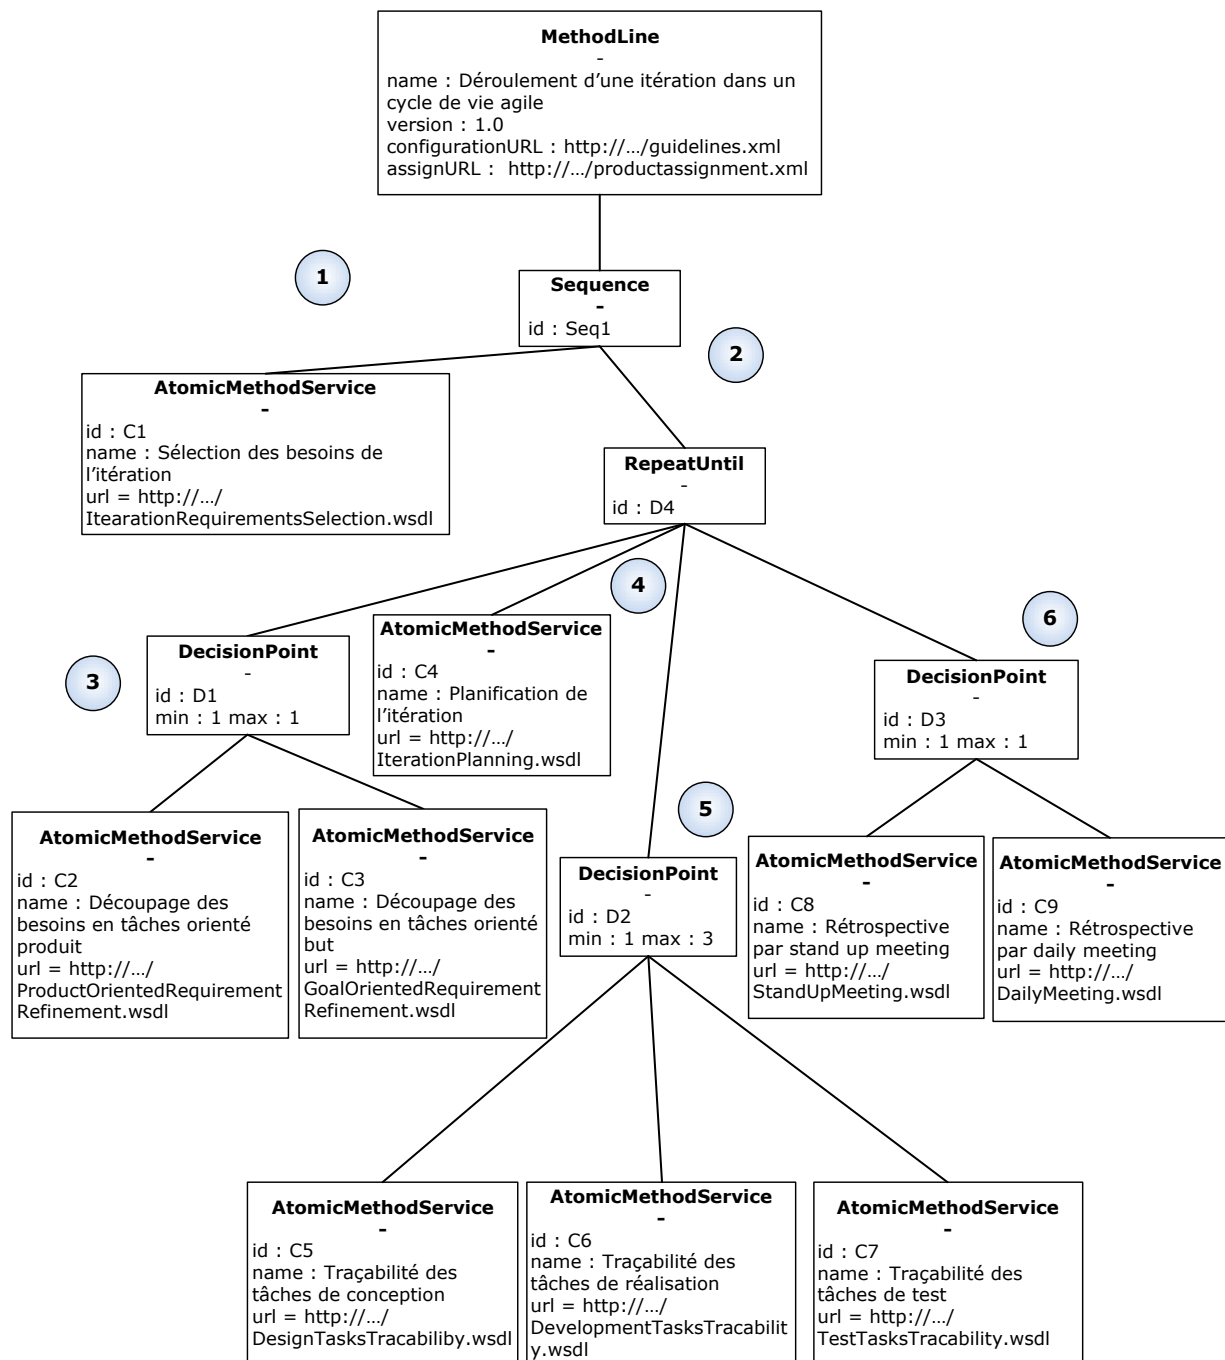 MethodLine
-
name : Déroulement d’une itération dans un
cycle de vie agile
version : 1.0
configurationURL : http://…/guidelines.xml
assignURL :  http://…/productassignment.xml
1
Sequence
-
id : Seq1
2
AtomicMethodService
-
id : C1
name : Sélection des besoins de
l’itération
url = http://…/
ItearationRequirementsSelection.wsdl
RepeatUntil
-
id : D4
3
DecisionPoint
-
id : D1
min : 1 max : 1
4
AtomicMethodService
-
id : C4
name : Planification de
l’itération
url = http://…/
IterationPlanning.wsdl
6
DecisionPoint
-
id : D3
min : 1 max : 1
AtomicMethodService
-
id : C2
name : Découpage des
besoins en tâches orienté
produit
url = http://…/
ProductOrientedRequirement
Refinement.wsdl
AtomicMethodService
-
id : C3
name : Découpage des
besoins en tâches orienté
but
url = http://…/
GoalOrientedRequirement
Refinement.wsdl
5
DecisionPoint
-
id : D2
min : 1 max : 3
AtomicMethodService
-
id : C8
name : Rétrospective
par stand up meeting
url = http://…/
StandUpMeeting.wsdl
AtomicMethodService
-
id : C9
name : Rétrospective
par daily meeting
url = http://…/
DailyMeeting.wsdl
AtomicMethodService
-
id : C5
name : Traçabilité des
tâches de conception
url = http://…/
DesignTasksTracabiliby.wsdl
AtomicMethodService
-
id : C6
name : Traçabilité des
tâches de réalisation
url = http://…/
DevelopmentTasksTracabilit
y.wsdl
AtomicMethodService
-
id : C7
name : Traçabilité des
tâches de test
url = http://…/
TestTasksTracability.wsdl